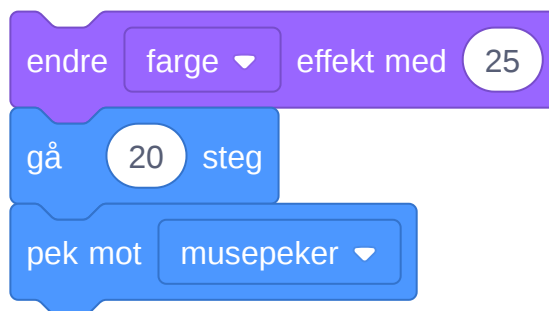 endre farge effekt med 25
gå 20 steg
pek mot musepeker